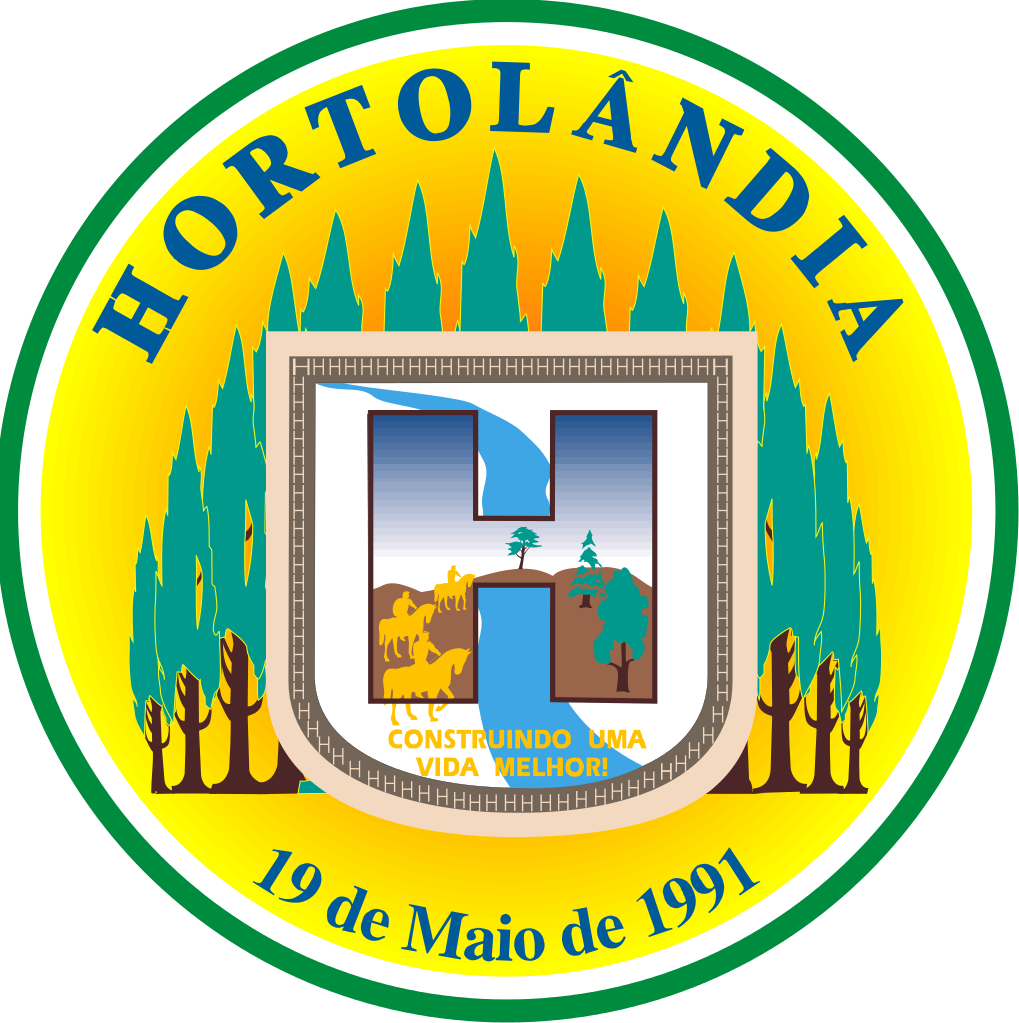 HORTOLÂNDIA
CONSTRUINDO UMA
VIDA MELHOR!
19 de Maio de 1991